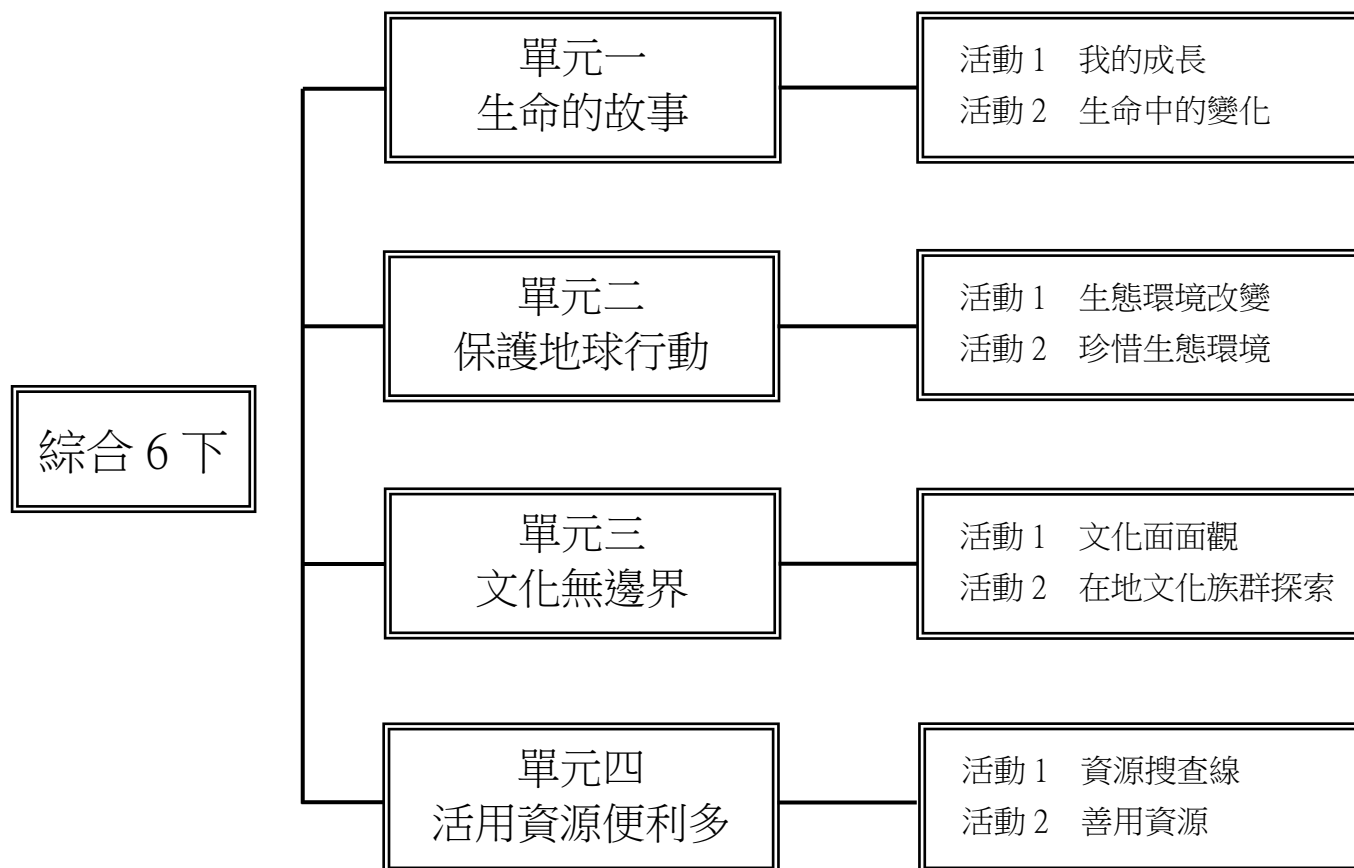 綜合 6 下
單元一
生命的故事
活動 1 我的成長
活動 2 生命中的變化
單元二
保護地球行動
活動 1 生態環境改變
活動 2 珍惜生態環境
單元三
文化無邊界
活動 1 文化面面觀
活動 2 在地文化族群探索
單元四
活用資源便利多
活動 1 資源搜查線
活動 2 善用資源